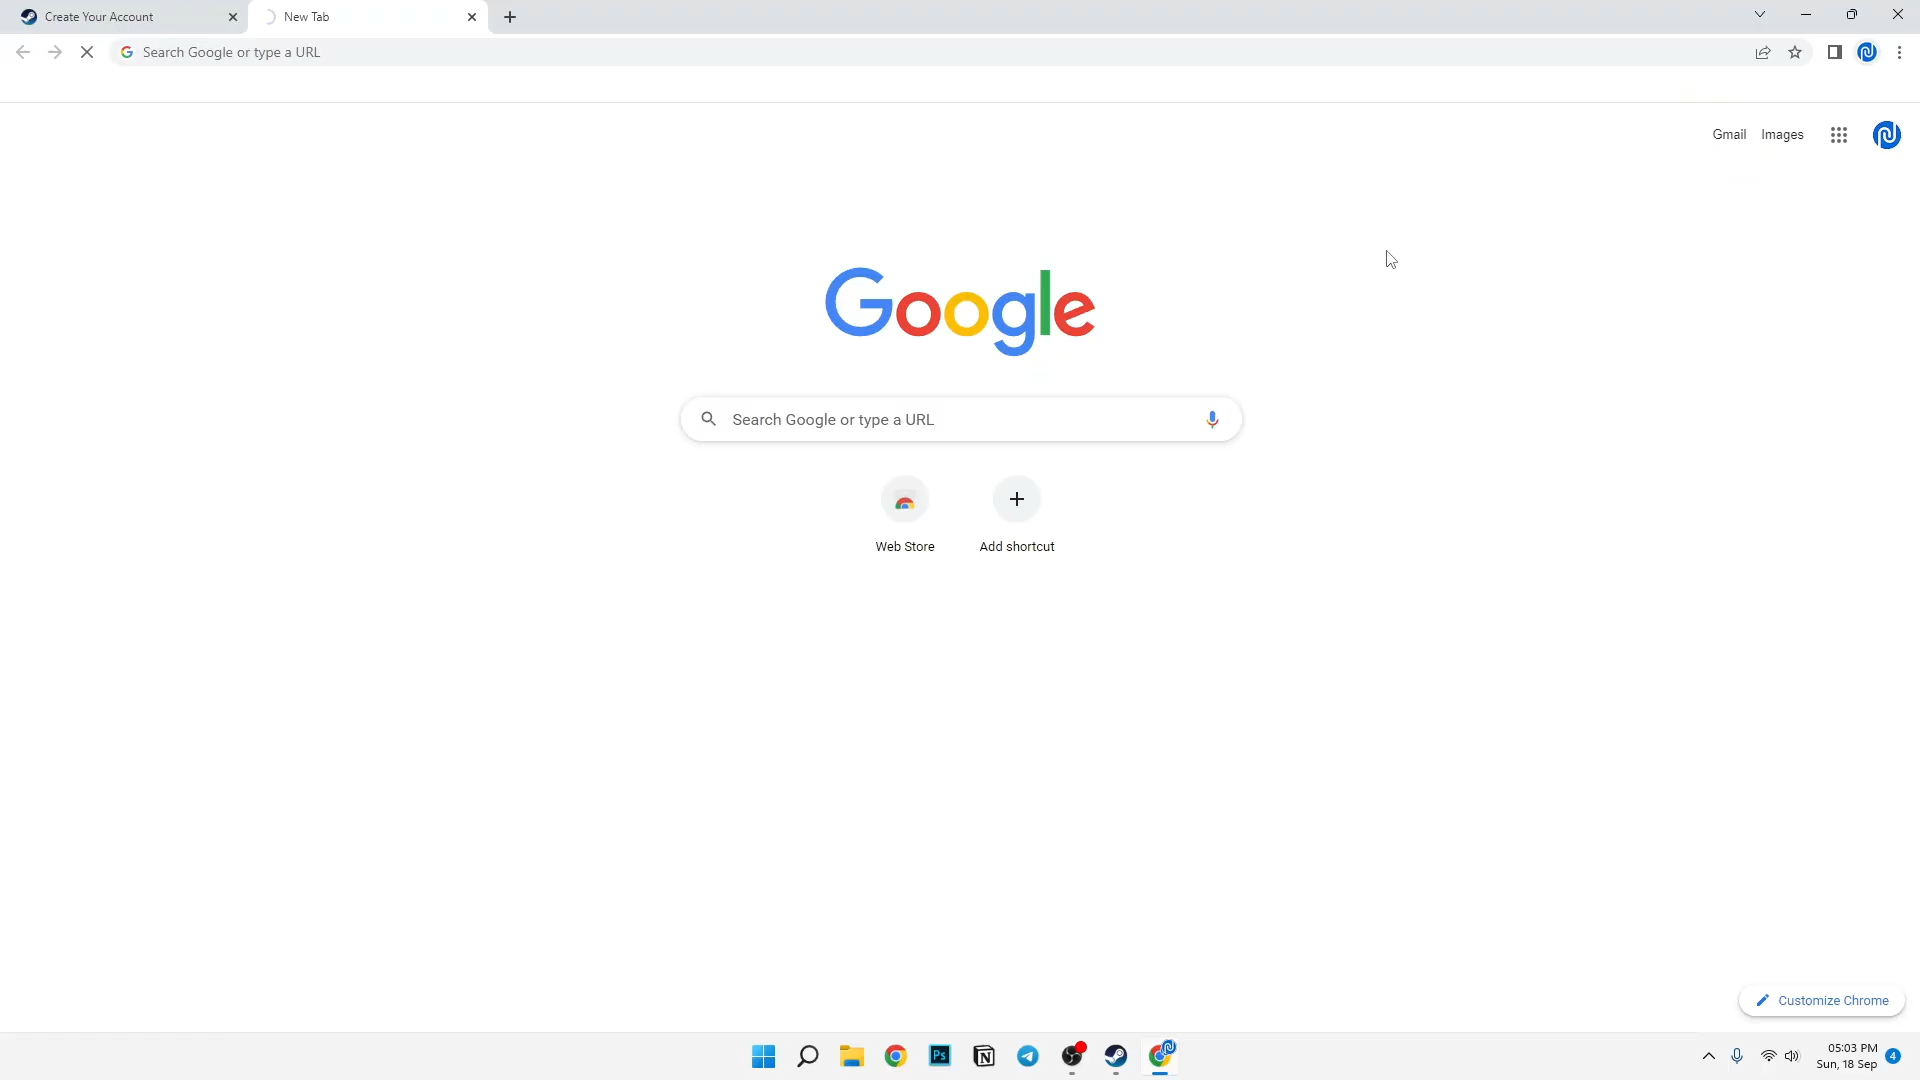 Create Your Account
New Tab
Search Google or type a URL
Gmail Images
Google
Search Google or type a URL
Web Store
Add shortcut
Customize Chrome
Ps
05:03 PM
Sun, 18 Sep
4